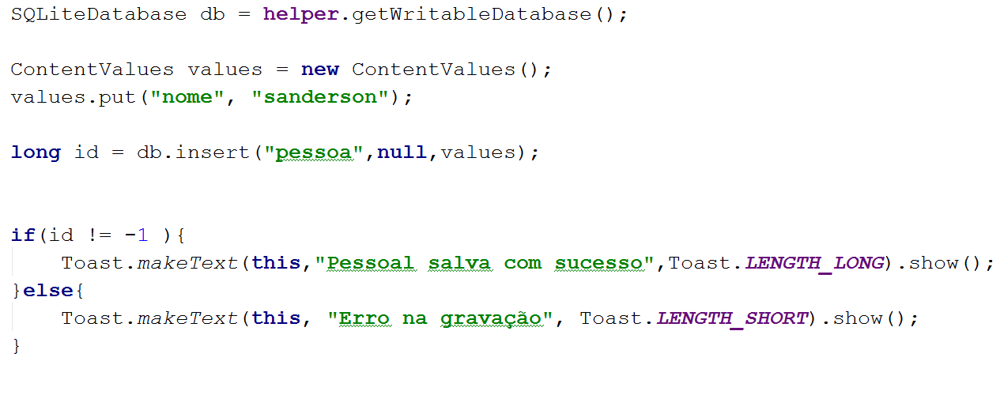 SQLiteDatabase db = helper.getWritableDatabase();
ContentValues values = new ContentValues();
values.put("nome", "sanderson");
long id = db.insert("pessoa",null,values);
if(id != -1 ){
Toast.makeText(this,"Pessoal salva com sucesso",Toast.LENGTH_LONG).show();
}else{
Toast.makeText(this, "Erro na gravação", Toast.LENGTH_SHORT).show();
}